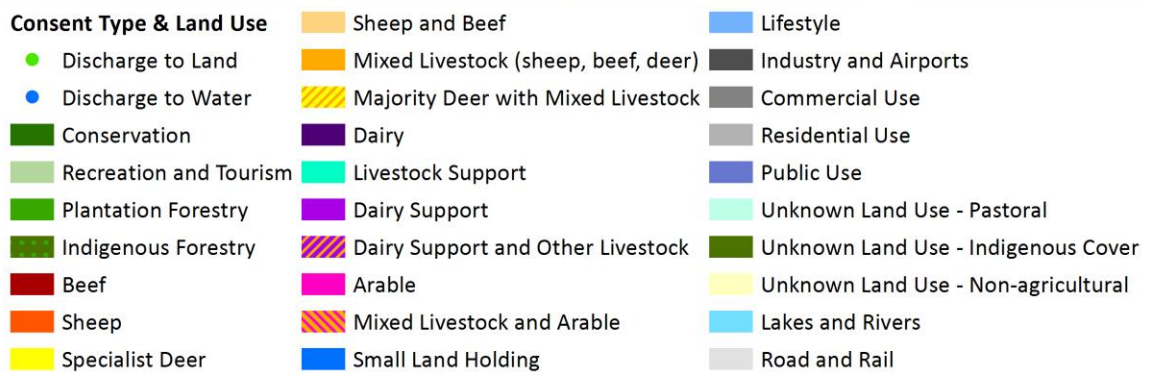 Consent Type & Land Use
Discharge to Land
Discharge to Water
Conservation
Recreation and Tourism
Plantation Forestry
Indigenous Forestry
Beef
Sheep
Specialist Deer
Sheep and Beef
Mixed Livestock (sheep, beef, deer)
Majority Deer with Mixed Livestock
Dairy
Livestock Support
Dairy Support
Dairy Support and Other Livestock
Arable
Mixed Livestock and Arable
Small Land Holding
Lifestyle
Industry and Airports
Commercial Use
Residential Use
Public Use
Unknown Land Use - Pastoral
Unknown Land Use - Indigenous Cover
Unknown Land Use - Non-agricultural
Lakes and Rivers
Road and Rail